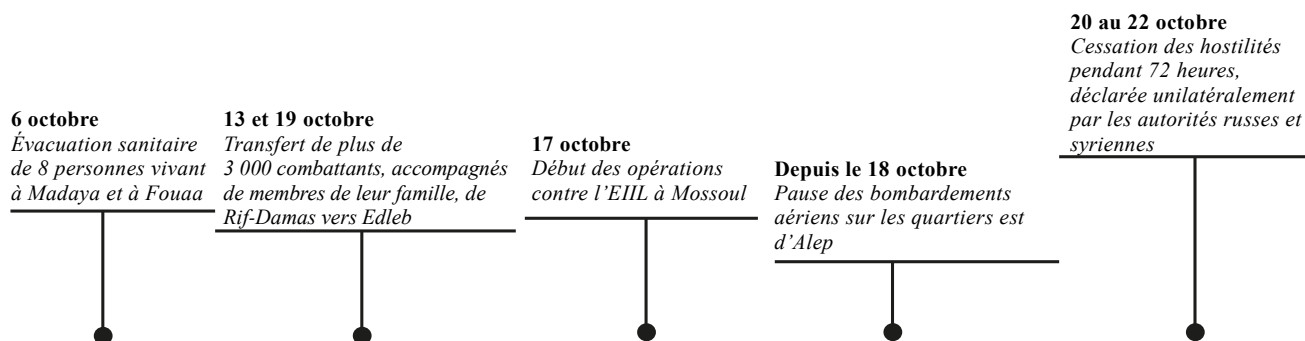 6 octobre
Évacuation sanitaire
de 8 personnes vivant
à Madaya et à Fouaa
13 et 19 octobre
Transfert de plus de
3 000 combattants, accompagnés
de membres de leur famille, de
Rif-Damas vers Edleb
17 octobre
Début des opérations
contre l’EIIL à Mossoul
Depuis le 18 octobre
Pause des bombardements
aériens sur les quartiers est
d’Alep
20 au 22 octobre
Cessation des hostilités
pendant 72 heures,
déclarée unilatéralement
par les autorités russes et
syriennes